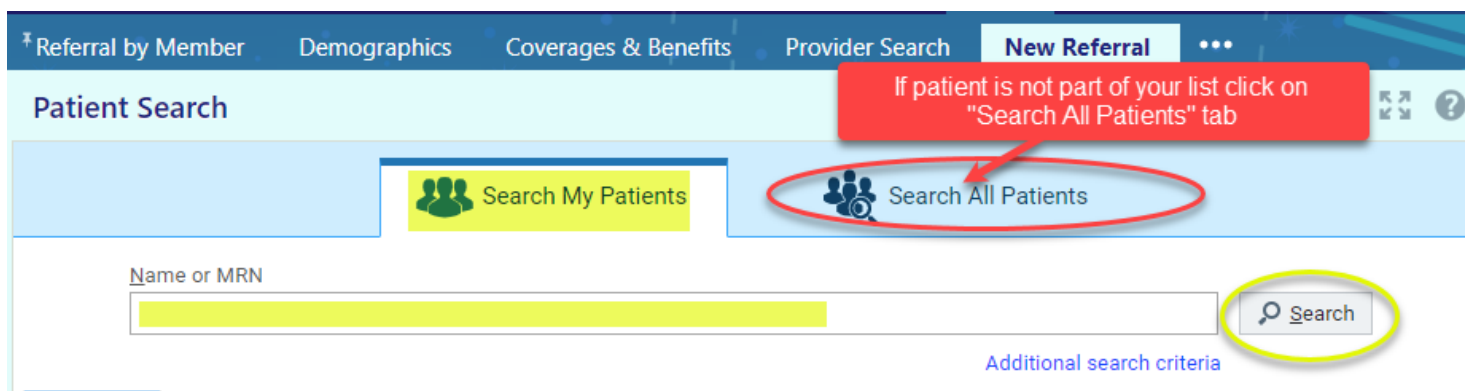 Referral by Member Demographics Coverages & Benefits Provider Search New Referral •••
If patient is not part of your list click on
"Search All Patients" tab
Patient Search
?
Search My Patients Search All Patients
Name or MRN
Search
Additional search criteria